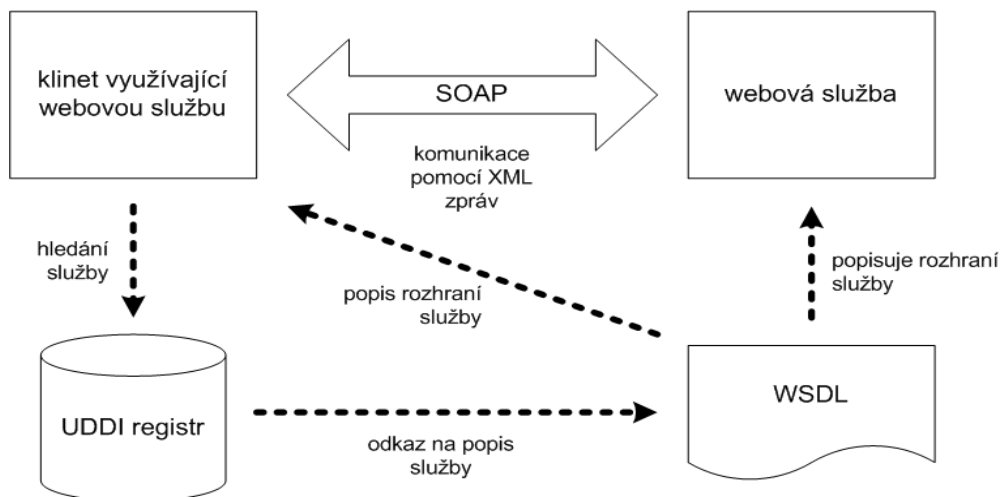 klinet využívající
webovou službu
SOAP
webová služba
komunikace
pomocí XML
zpráv
hledání
služby
popis rozhraní
služby
popisuje rozhraní
služby
UDDI registr
odkaz na popis
služby
WSDL